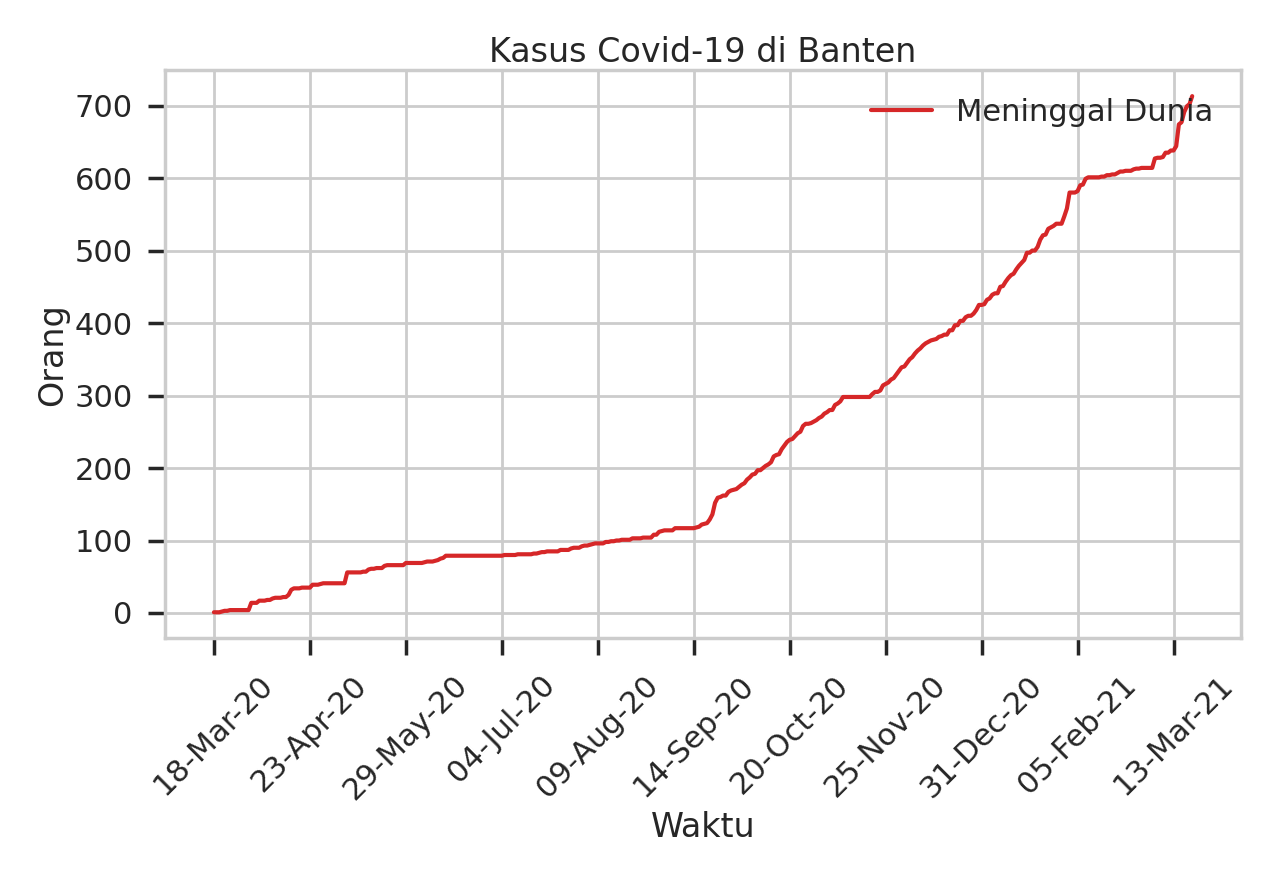 Kasus Covid-19 di Banten
Meninggal Dunia
Orang
700
600
500
400
300
200
100
0
18-Mar-20
23-Apr-20
29-May-20
04-Jul-20
09-Aug-20
14-Sep-20
20-Oct-20
25-Nov-20
31-Dec-20
05-Feb-21
13-Mar-21
Waktu